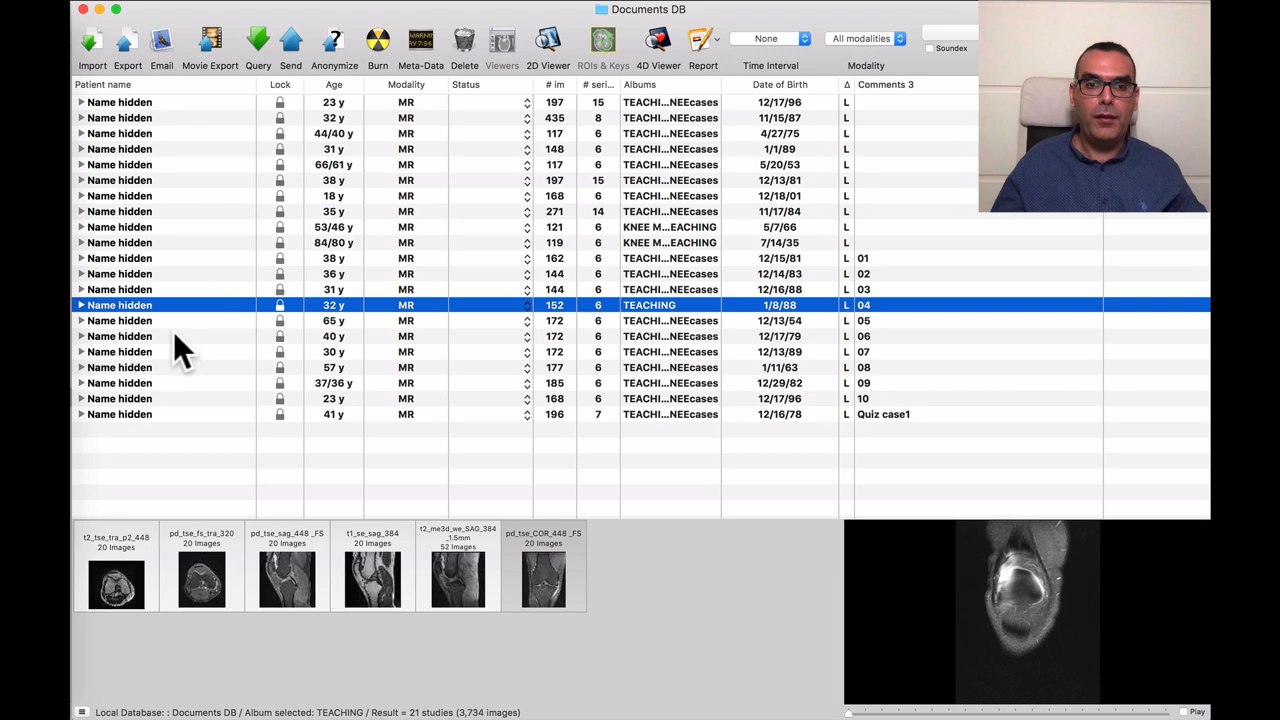 Documents DB
Import Export Email Movie Export Query Send Anonymize Burn Meta-Data Delete Viewers 2D Viewer ROIs & Keys 4D Viewer Report
None
Time Interval
All modalities
Modality
Soundex
Patient name Lock Age Modality Status # im # seri... Albums Date of Birth Δ Comments 3
Name hidden 23 y MR 197 15 TEACHI...NEEcases 12/17/96 L
Name hidden 32 y MR 435 8 TEACHI...NEEcases 11/15/87 L
Name hidden 44/40 y MR 117 6 TEACHI...NEEcases 4/27/75 L
Name hidden 31 y MR 148 6 TEACHI...NEEcases 1/1/89 L
Name hidden 66/61 y MR 117 6 TEACHI...NEEcases 5/20/53 L
Name hidden 38 y MR 197 15 TEACHI...NEEcases 12/13/81 L
Name hidden 18 y MR 168 6 TEACHI...NEEcases 12/18/01 L
Name hidden 35 y MR 271 14 TEACHI...NEEcases 11/17/84 L
Name hidden 53/46 y MR 121 6 KNEE M...EACHING 5/7/66 L
Name hidden 84/80 y MR 119 6 KNEE M...EACHING 7/14/35 L
Name hidden 38 y MR 162 6 TEACHI...NEEcases 12/15/81 L 01
Name hidden 36 y MR 144 6 TEACHI...NEEcases 12/14/83 L 02
Name hidden 31 y MR 144 6 TEACHI...NEEcases 12/16/88 L 03
Name hidden 32 y MR 152 6 TEACHING 1/8/88 L 04
Name hidden 65 y MR 172 6 TEACHI...NEEcases 12/13/54 L 05
Name hidden 40 y MR 172 6 TEACHI...NEEcases 12/17/79 L 06
Name hidden 30 y MR 172 6 TEACHI...NEEcases 12/13/89 L 07
Name hidden 57 y MR 177 6 TEACHI...NEEcases 1/11/63 L 08
Name hidden 37/36 y MR 185 6 TEACHI...NEEcases 12/29/82 L 09
Name hidden 23 y MR 168 6 TEACHI...NEEcases 12/17/96 L 10
Name hidden 41 y MR 196 7 TEACHI...NEEcases 12/16/78 L Quiz case1
t2_tse_tra_p2_448
20 Images
pd_tse_fs_tra_320
20 Images
pd_tse_sag_448 _FS
20 Images
t1_se_sag_384
20 Images
t2_me3d_we_SAG_384
_1.5mm
52 Images
pd_tse_COR_448 _FS
20 Images
Local Database: : Documents DB / Album selected: TEACHING / Result = 21 studies (3,734 images)
Play